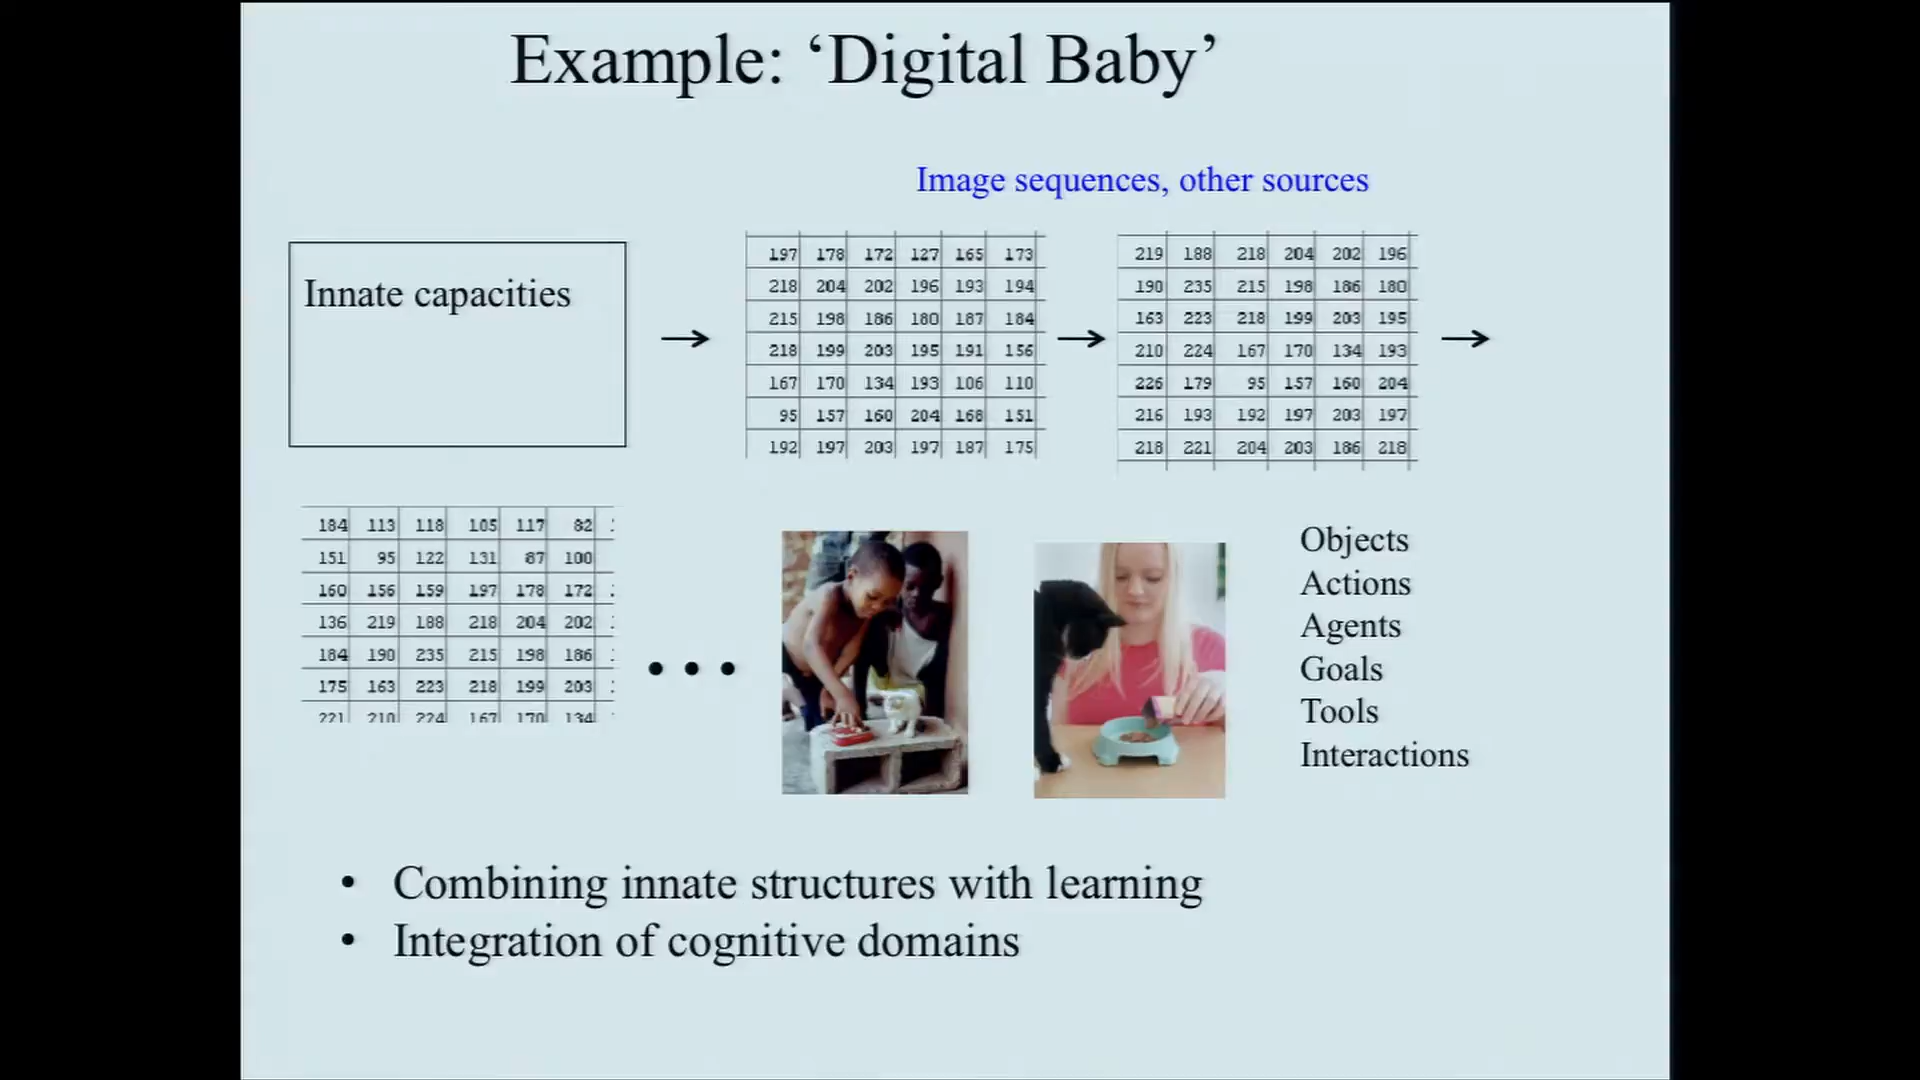 Example: ‘Digital Baby’
Image sequences, other sources
Innate capacities
197 178 172 127 165 173
218 204 202 196 193 194
215 198 186 180 187 184
218 199 203 195 191 156
167 170 134 193 106 110
95 157 160 204 168 151
192 197 203 197 187 175
219 188 218 204 202 196
190 235 215 198 186 180
163 223 218 199 203 195
210 224 167 170 134 193
226 179 95 157 160 204
216 193 192 197 203 197
218 221 204 203 186 218
184 113 118 105 117 82
151 95 122 131 87 100
160 156 159 197 178 172
136 219 188 218 204 202
184 190 235 215 198 186
175 163 223 218 199 203
221 210 224 167 170 134
Objects
Actions
Agents
Goals
Tools
Interactions
• Combining innate structures with learning
• Integration of cognitive domains